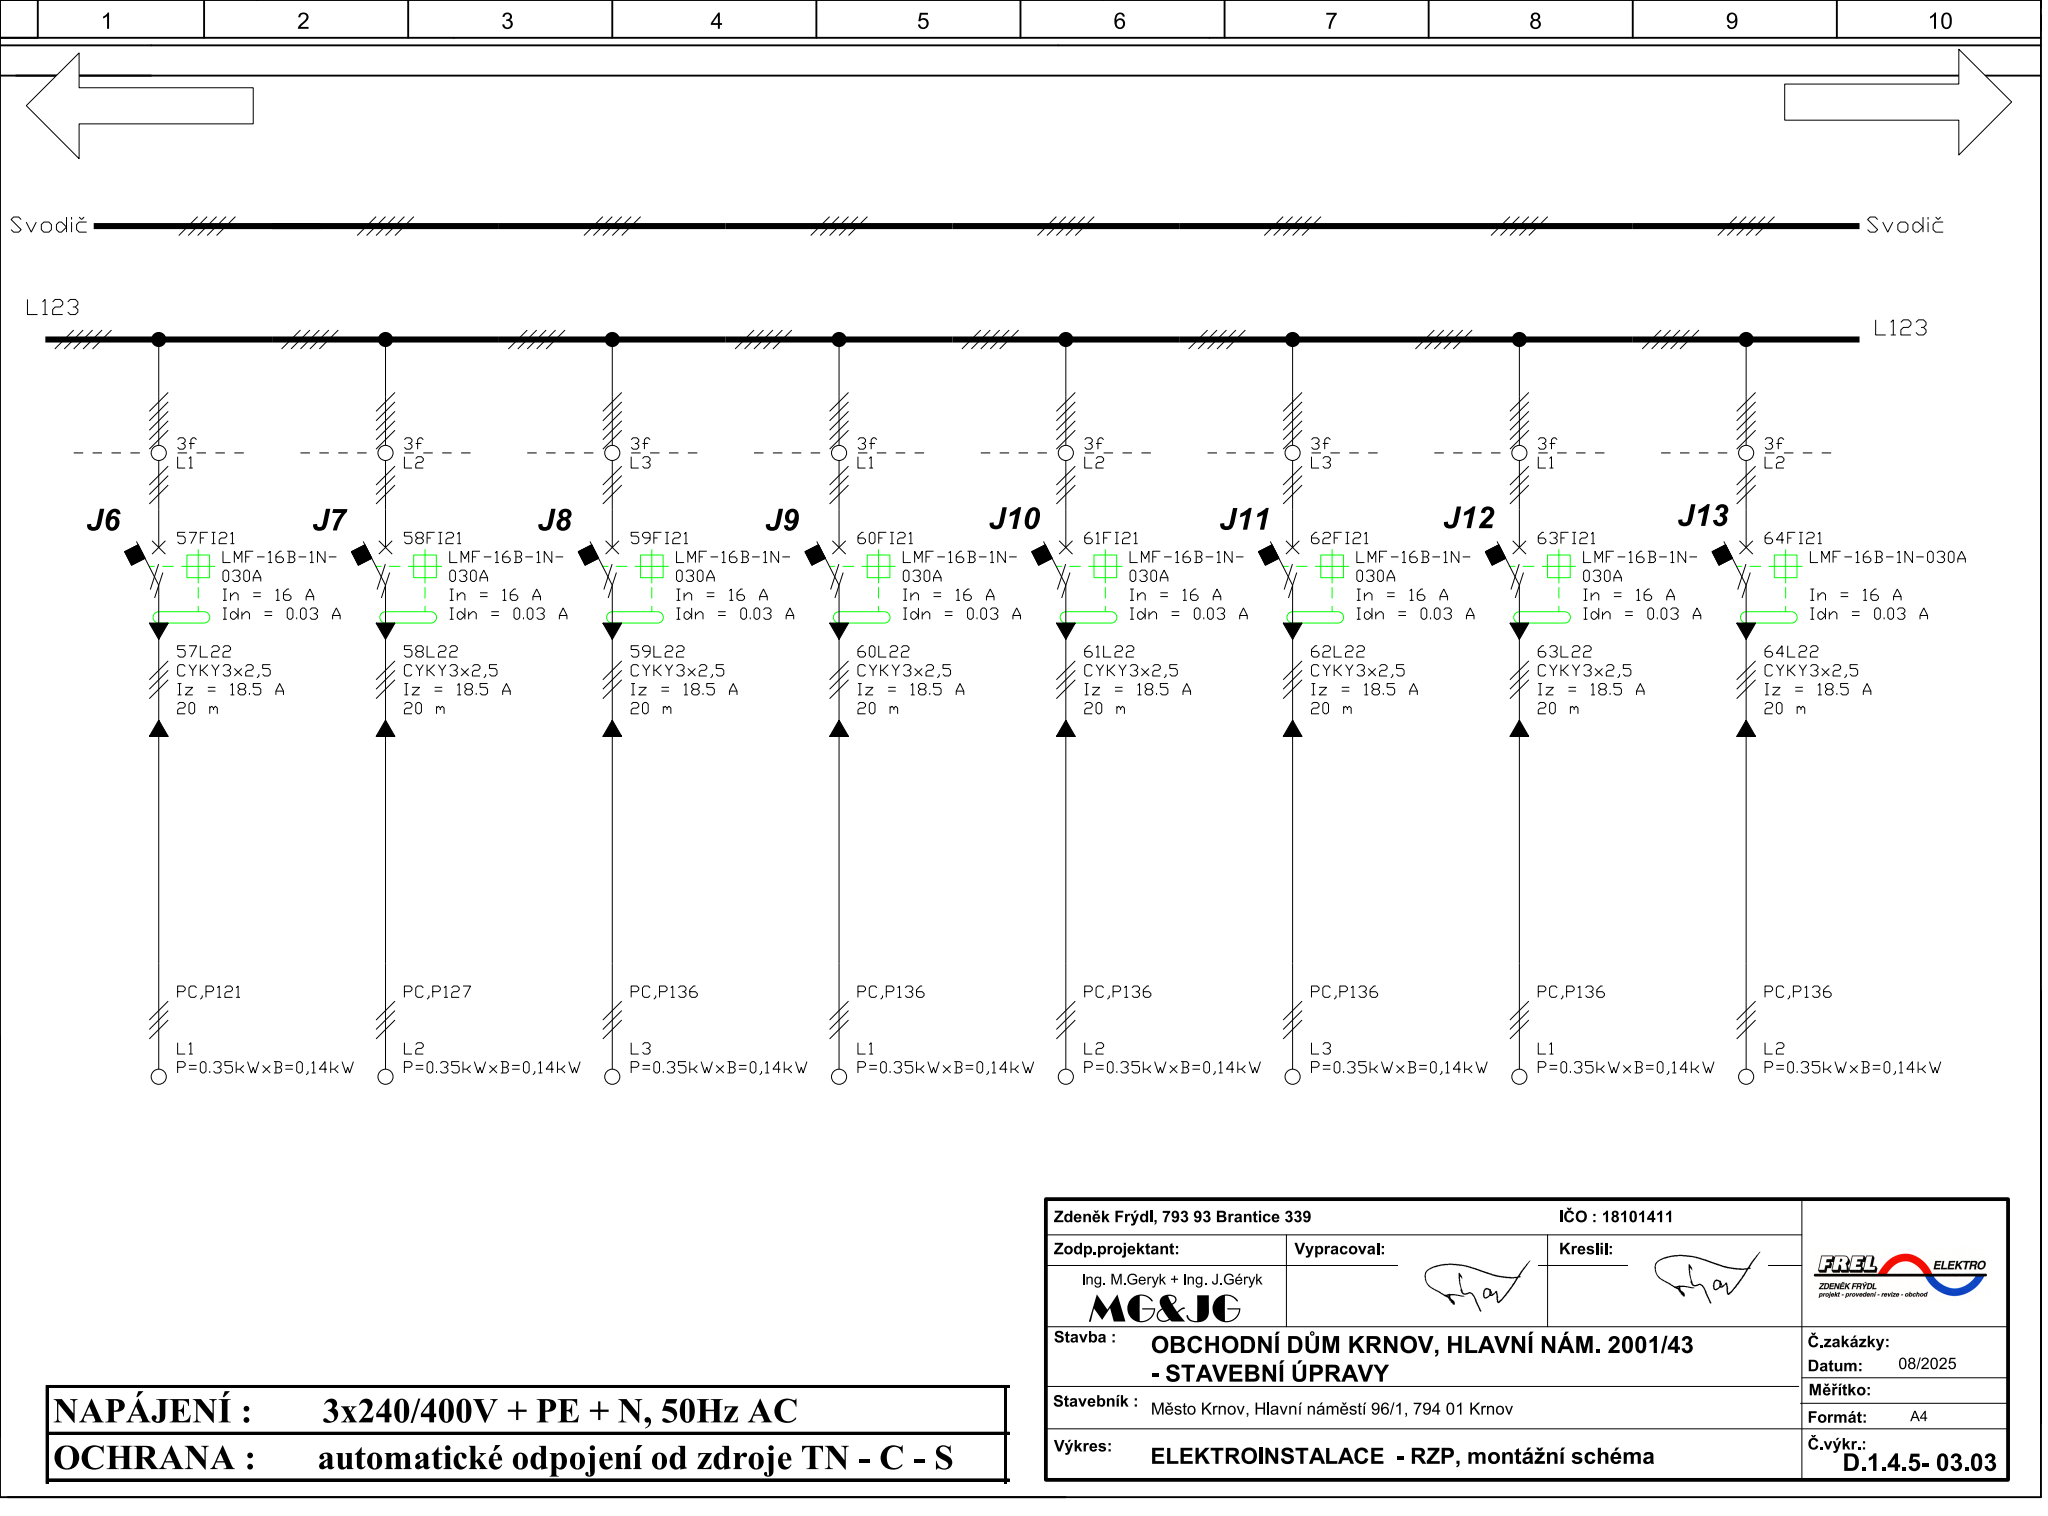 1 2 3 4 5 6 7 8 9 10
Svodič Svodič
L123
L123
3f 3f 3f 3f 3f 3f 3f 3f
L1 L2 L3 L1 L2 L3 L1 L2
J6 J7 J8 J9 J10 J11 J12 J13
57FI21 58FI21 59FI21 60FI21 61FI21 62FI21 63FI21 64FI21
LMF-16B-1N- LMF-16B-1N- LMF-16B-1N- LMF-16B-1N- LMF-16B-1N- LMF-16B-1N- LMF-16B-1N- LMF-16B-1N-030A
030A 030A 030A 030A 030A 030A 030A
In = 16 A In = 16 A In = 16 A In = 16 A In = 16 A In = 16 A In = 16 A In = 16 A
Idn = 0.03 A Idn = 0.03 A Idn = 0.03 A Idn = 0.03 A Idn = 0.03 A Idn = 0.03 A Idn = 0.03 A Idn = 0.03 A
57L22 58L22 59L22 60L22 61L22 62L22 63L22 64L22
CYKY3x2,5 CYKY3x2,5 CYKY3x2,5 CYKY3x2,5 CYKY3x2,5 CYKY3x2,5 CYKY3x2,5 CYKY3x2,5
Iz = 18.5 A Iz = 18.5 A Iz = 18.5 A Iz = 18.5 A Iz = 18.5 A Iz = 18.5 A Iz = 18.5 A Iz = 18.5 A
20 m 20 m 20 m 20 m 20 m 20 m 20 m 20 m
PC,P121 PC,P127 PC,P136 PC,P136 PC,P136 PC,P136 PC,P136 PC,P136
L1 L2 L3 L1 L2 L3 L1 L2
P=0.35kWxB=0,14kW P=0.35kWxB=0,14kW P=0.35kWxB=0,14kW P=0.35kWxB=0,14kW P=0.35kWxB=0,14kW P=0.35kWxB=0,14kW P=0.35kWxB=0,14kW P=0.35kWxB=0,14kW
NAPÁJENÍ : 3x240/400V + PE + N, 50Hz AC
OCHRANA : automatické odpojení od zdroje TN - C - S
Zdeněk Frýdl, 793 93 Brantice 339 IČO : 18101411
Zodp.projektant: Vypracoval: Kreslil:
Ing. M.Geryk + Ing. J.Géryk
MG&JG
FREL ELEKTRO
ZDENĚK FRÝDL
projekt - provedení - revize - obchod
Stavba : OBCHODNÍ DŮM KRNOV, HLAVNÍ NÁM. 2001/43
- STAVEBNÍ ÚPRAVY
Č.zakázky:
Datum: 08/2025
Měřítko:
Stavebník : Město Krnov, Hlavní náměstí 96/1, 794 01 Krnov
Formát: A4
Výkres: ELEKTROINSTALACE - RZP, montážní schéma
Č.výkr.:
D.1.4.5- 03.03